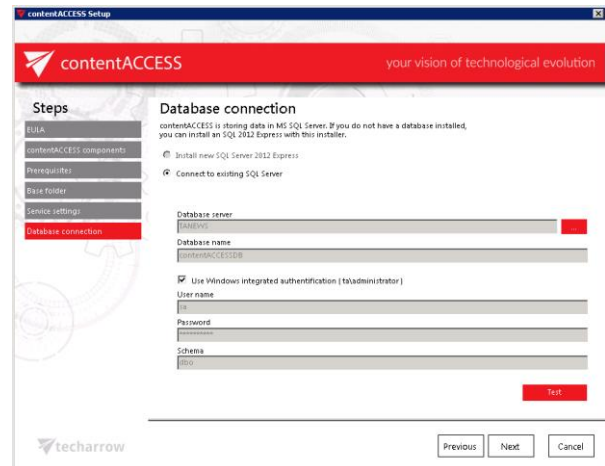 contentACCESS Setup
contentACCESS
your vision of technological evolution
Steps
EULA
contentACCESS components
Prerequisites
Base folder
Service settings
Database connection
Database connection
contentACCESS is storing data in MS SQL Server. If you do not have a database installed,
you can install an SQL 2012 Express with this installer.
Install new SQL Server 2012 Express
Connect to existing SQL Server
Database server
TANEWS
...
Database name
contentACCESSDB
Use Windows integrated authentification ( ta\administrator )
User name
sa
Password
**********
Schema
dbo
Test
techarrow
Previous
Next
Cancel